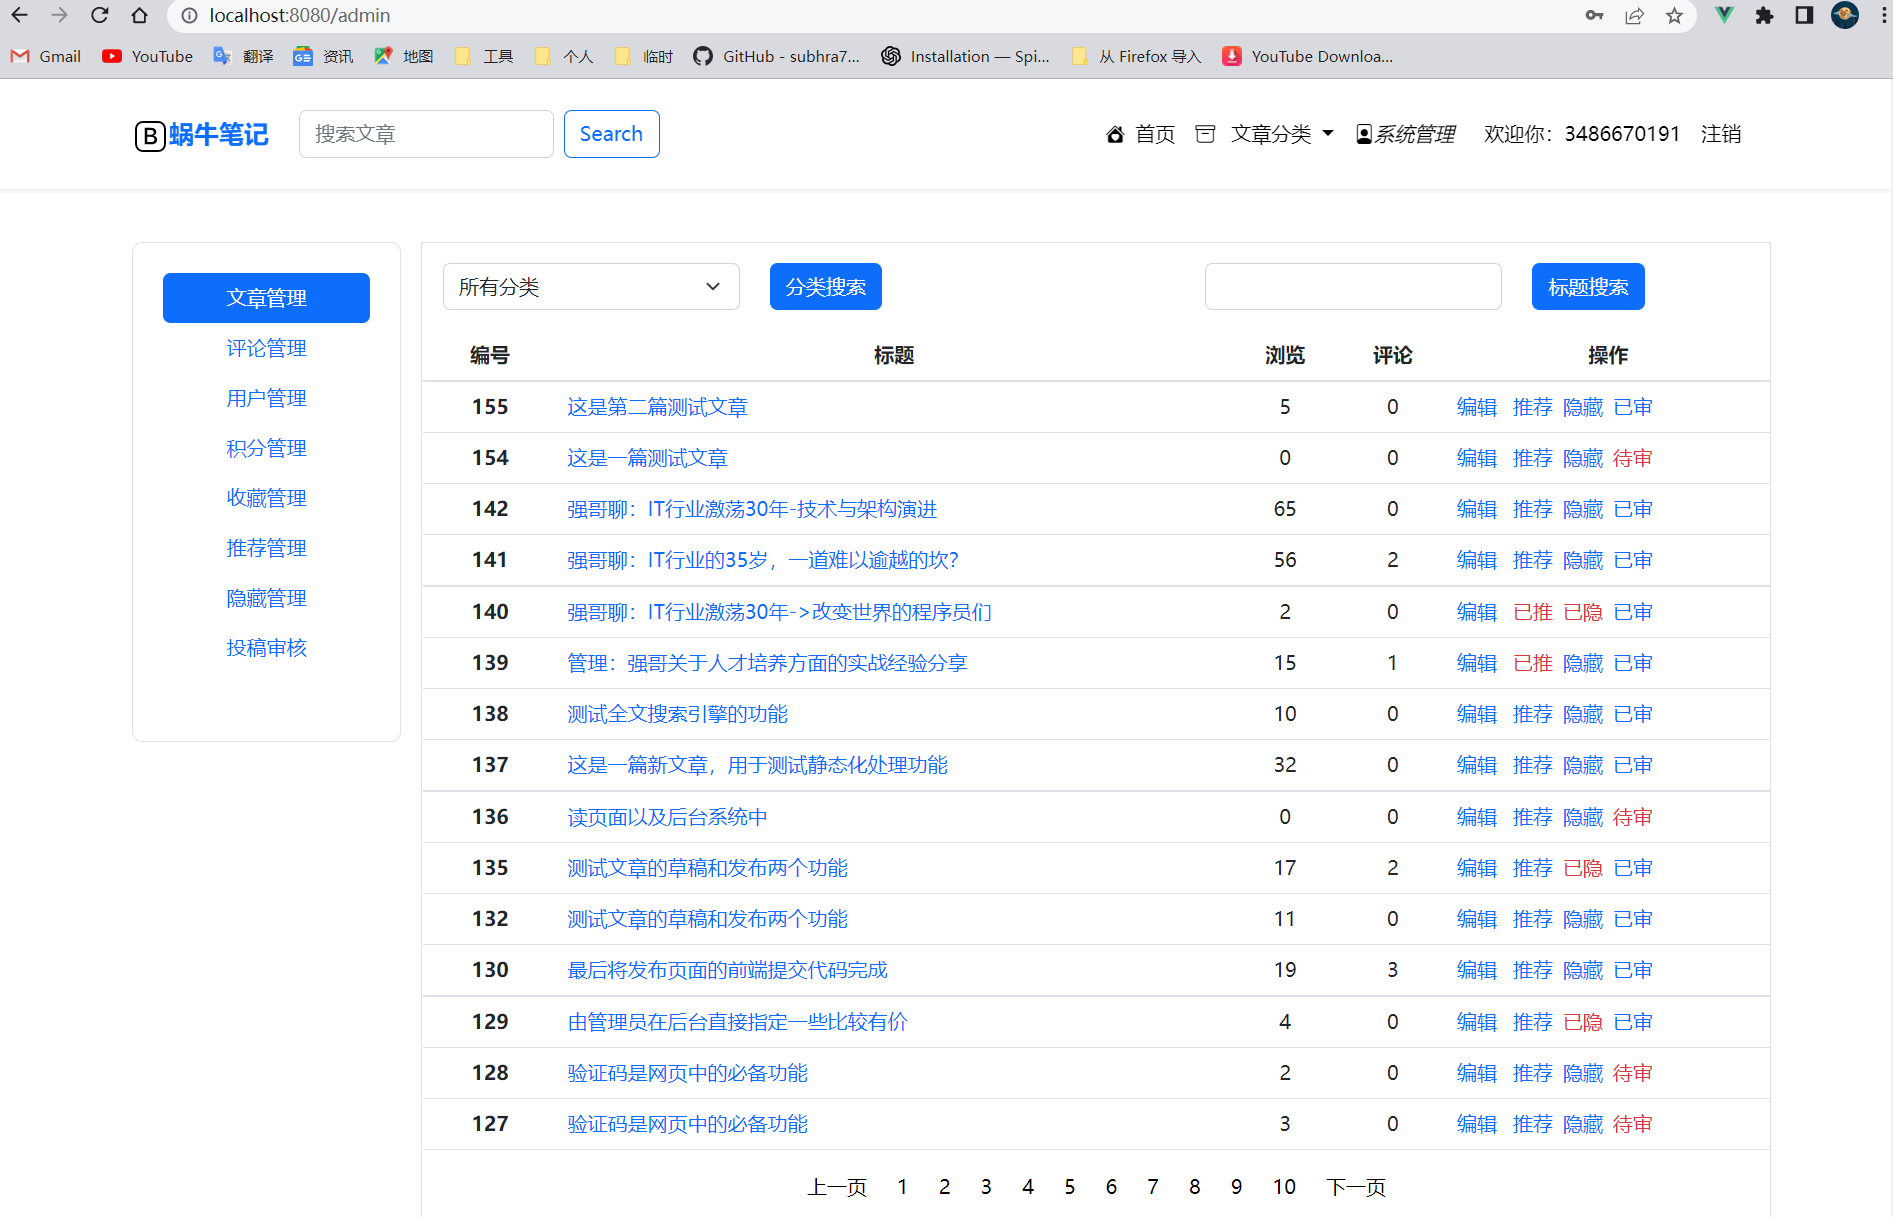 localhost:8080/admin
Gmail YouTube 翻译 资讯 地图 工具 个人 临时 GitHub - subhra7... Installation — Spi... 从 Firefox 导入 YouTube Downloa...
B 蜗牛笔记 搜索文章 Search 首页 文章分类 系统管理 欢迎你：3486670191 注销
文章管理
评论管理
用户管理
积分管理
收藏管理
推荐管理
隐藏管理
投稿审核
所有分类 分类搜索 标题搜索
编号 标题 浏览 评论 操作
155 这是第二篇测试文章 5 0 编辑 推荐 隐藏 已审
154 这是一篇测试文章 0 0 编辑 推荐 隐藏 待审
142 强哥聊：IT行业激荡30年-技术与架构演进 65 0 编辑 推荐 隐藏 已审
141 强哥聊：IT行业的35岁，一道难以逾越的坎? 56 2 编辑 推荐 隐藏 已审
140 强哥聊：IT行业激荡30年->改变世界的程序员们 2 0 编辑 已推 已隐 已审
139 管理：强哥关于人才培养方面的实战经验分享 15 1 编辑 已推 隐藏 已审
138 测试全文搜索引擎的功能 10 0 编辑 推荐 隐藏 已审
137 这是一篇新文章，用于测试静态化处理功能 32 0 编辑 推荐 隐藏 已审
136 读页面以及后台系统中 0 0 编辑 推荐 隐藏 待审
135 测试文章的草稿和发布两个功能 17 2 编辑 推荐 已隐 已审
132 测试文章的草稿和发布两个功能 11 0 编辑 推荐 隐藏 已审
130 最后将发布页面的前端提交代码完成 19 3 编辑 推荐 隐藏 已审
129 由管理员在后台直接指定一些比较有价 4 0 编辑 推荐 已隐 已审
128 验证码是网页中的必备功能 2 0 编辑 推荐 隐藏 待审
127 验证码是网页中的必备功能 3 0 编辑 推荐 隐藏 待审
上一页 1 2 3 4 5 6 7 8 9 10 下一页